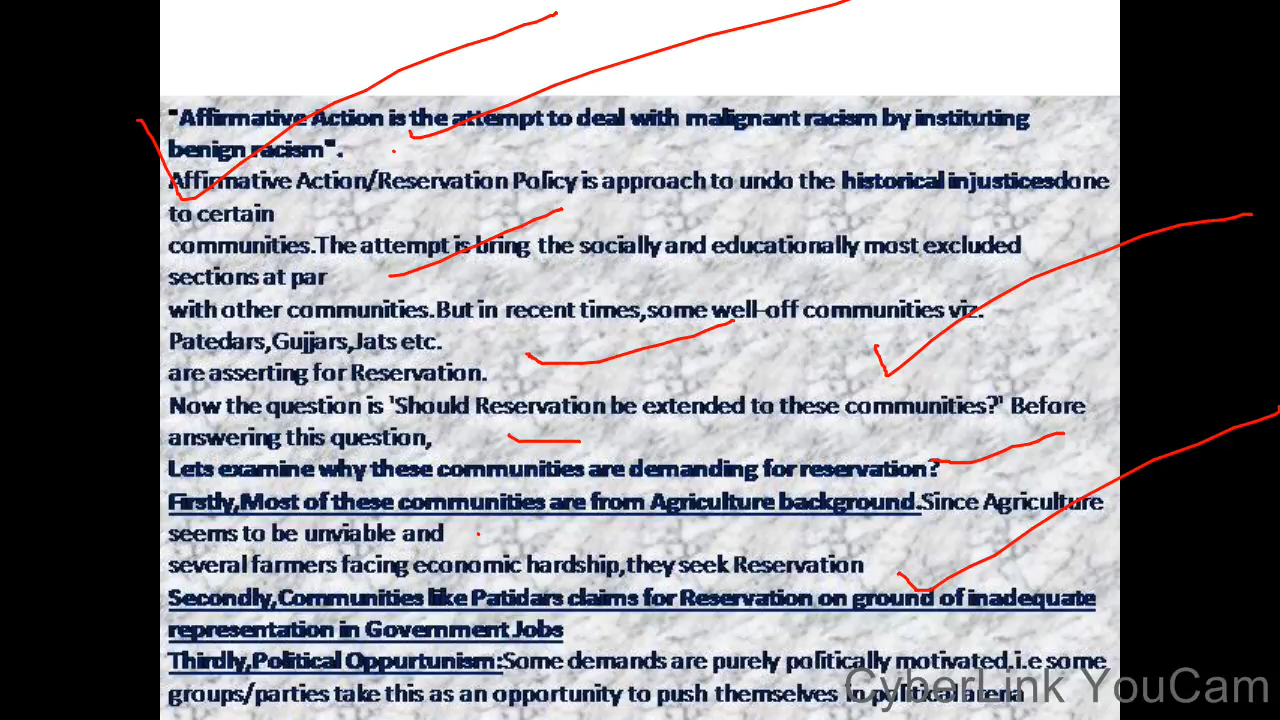 "Affirmative Action is the attempt to deal with malignant racism by instituting
benign racism".
Affirmative Action/Reservation Policy is approach to undo the historical injusticesdone
to certain
communities.The attempt is bring the socially and educationally most excluded
sections at par
with other communities.But in recent times,some well-off communities viz.
Patedars,Gujjars,Jats etc.
are asserting for Reservation.
Now the question is 'Should Reservation be extended to these communities?' Before
answering this question,
Lets examine why these communities are demanding for reservation?
Firstly,Most of these communities are from Agriculture background.Since Agriculture
seems to be unviable and
several farmers facing economic hardship,they seek Reservation
Secondly,Communities like Patidars claims for Reservation on ground of inadequate
representation in Government Jobs
Thirdly,Political Oppurtunism:Some demands are purely politically motivated.i.e some
groups/parties take this as an opportunity to push themselves in political arena
CyberLink YouCam